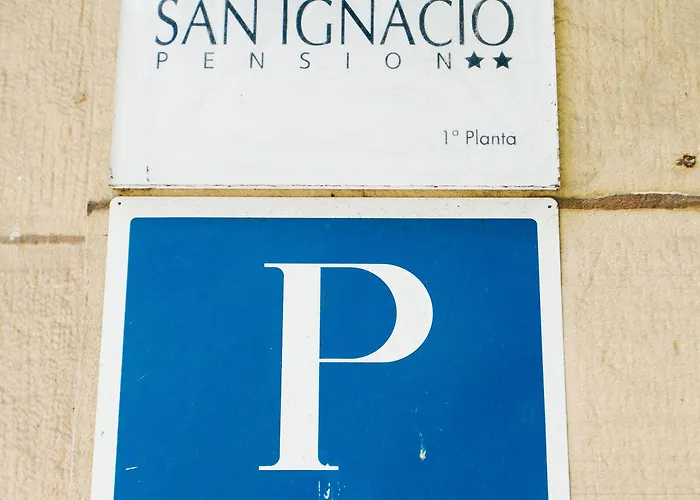 SAN IGNACIO
PENSION★★
1ª Planta
P